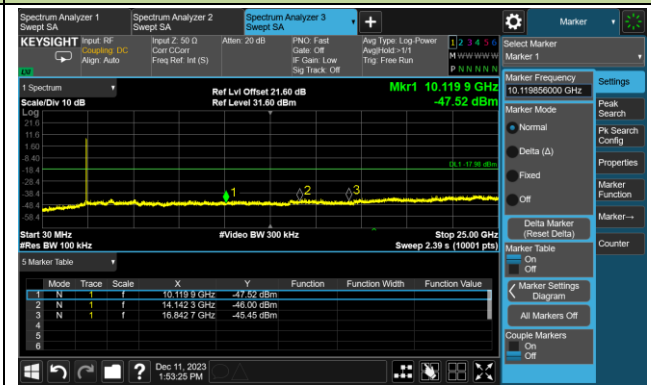 Spectrum Analyzer 1
Swept SA
Spectrum Analyzer 2
Swept SA
Spectrum Analyzer 3
Swept SA
+
Marker
KEYSIGHT
Input: RF
Coupling: DC
Align: Auto
Input Z: 50 Ω
Corr CCorr
Freq Ref: Int (S)
Atten: 20 dB
PNO: Fast
Gate: Off
IF Gain: Low
Sig Track: Off
Avg Type: Log-Power
Avg|Hold:>1/1
Trig: Free Run
1 2 3 4 5 6
M W W W W W
P N N N N N
LXI
Select Marker
Marker 1
1 Spectrum
Scale/Div 10 dB
Ref Lvl Offset 21.60 dB
Ref Level 31.60 dBm
Mkr1 10.119 9 GHz
-47.52 dBm
Log
21.6
11.6
1.60
-8.40
-18.4
-28.4
-38.4
-48.4
-58.4
DL1 -17.98 dBm
1
2
3
Start 30 MHz
#Res BW 100 kHz
#Video BW 300 kHz
Stop 25.00 GHz
Sweep 2.39 s (10001 pts)
5 Marker Table
Mode Trace Scale X Y Function Function Width Function Value
1 N 1 f 10.119 9 GHz -47.52 dBm
2 N 1 f 14.142 3 GHz -46.00 dBm
3 N 1 f 16.842 7 GHz -45.45 dBm
4
5
6
Marker Frequency
10.119856000 GHz
Marker Mode
Normal
Delta (Δ)
Fixed
Off
Delta Marker
(Reset Delta)
Marker Table
On
Off
Marker Settings
Diagram
All Markers Off
Couple Markers
On
Off
Settings
Peak
Search
Pk Search
Config
Properties
Marker
Function
Marker→
Counter
?
Dec 11, 2023
1:53:25 PM